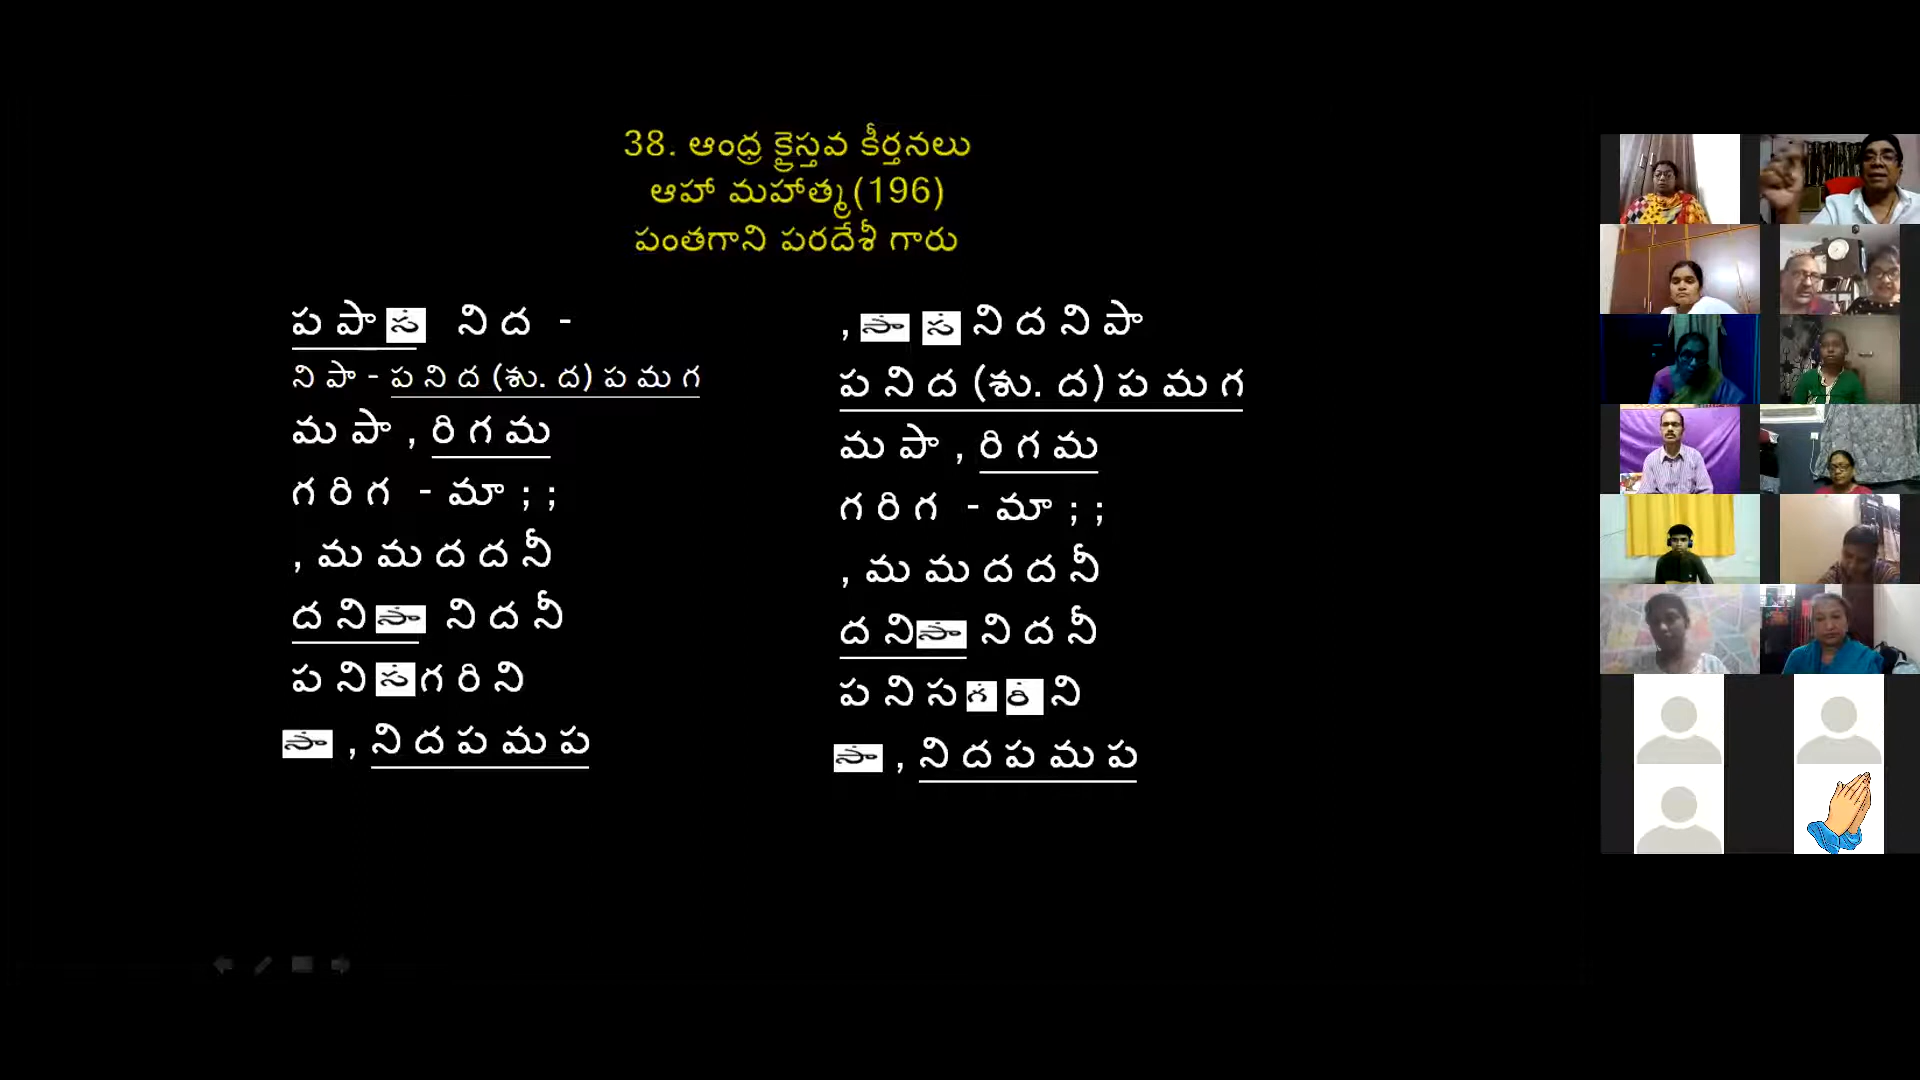 38. ఆంధ్ర క్రైస్తవ కీర్తనలు
ఆహా మహాత్మ (196)
పంతగాని పరదేశీ గారు
ప పా సం ని ద -
ని పా - ప ని ద (శు. ద) ప మ గ
మ పా , రి గ మ
గ రి గ - మా ; ;
, మ మ ద ద నీ
ద ని సాం ని ద నీ
ప ని సం గ రి ని
సాం , ని ద ప మ ప
, సాం సం ని ద ని పా
ప ని ద (శు. ద) ప మ గ
మ పా , రి గ మ
గ రి గ - మా ; ;
, మ మ ద ద నీ
ద ని సాం ని ద నీ
ప ని స గం రిం ని
సాం , ని ద ప మ ప